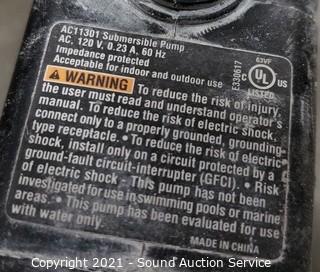 AC11301 Submersible Pump
AC. 120 V, 0.23 A, 60 Hz
Impedance protected
Acceptable for indoor and outdoor use
63VF
UL
C
LISTED
E330617
WARNING To reduce the risk of injury,
the user must read and understand operator's
manual. To reduce the risk of electric shock,
connect only to a properly grounded, grounding-
type receptacle. • To reduce the risk of electric
shock, install only on a circuit protected by a
ground-fault circuit-interrupter (GFCI). • Risk
of electric shock - This pump has not been
investigated for use in swimming pools or marine
areas. • This pump has been evaluated for use
with water only.
MADE IN CHINA
Copyright 2021 - Sound Auction Service